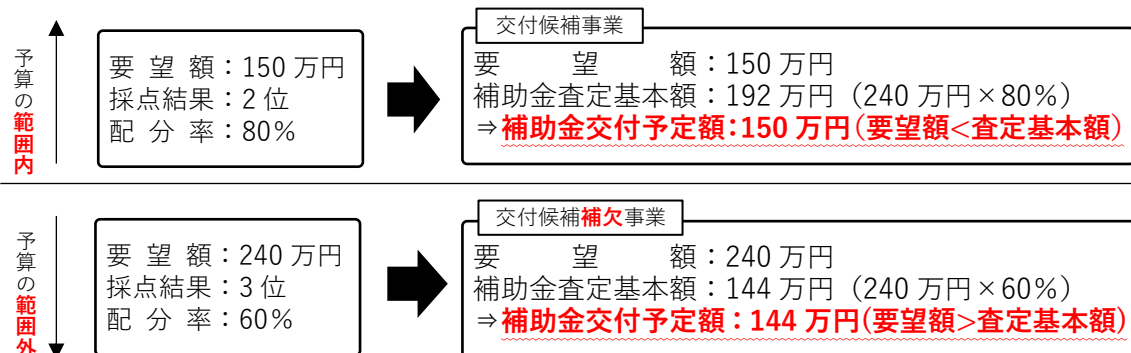 予算の範囲内
要望額：150万円
採点結果：2位
配分率：80%
交付候補事業
要望額：150万円
補助金査定基本額：192万円（240万円×80%）
⇒補助金交付予定額：150万円（要望額<査定基本額）
予算の範囲外
要望額：240万円
採点結果：3位
配分率：60%
交付候補補欠事業
要望額：240万円
補助金査定基本額：144万円（240万円×60%）
⇒補助金交付予定額：144万円（要望額>査定基本額）